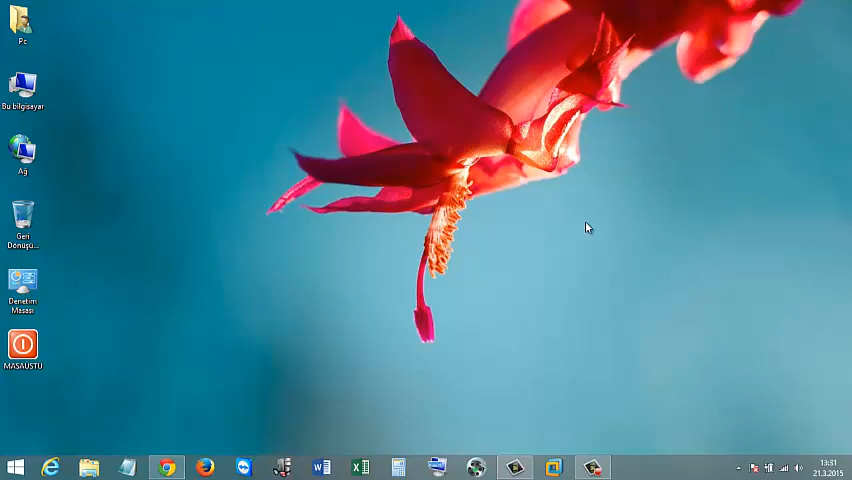 Pc
Bu bilgisayar
Ağ
Geri
Dönüşü...
Denetim
Masası
MASAUSTU
13:31
21.3.2015